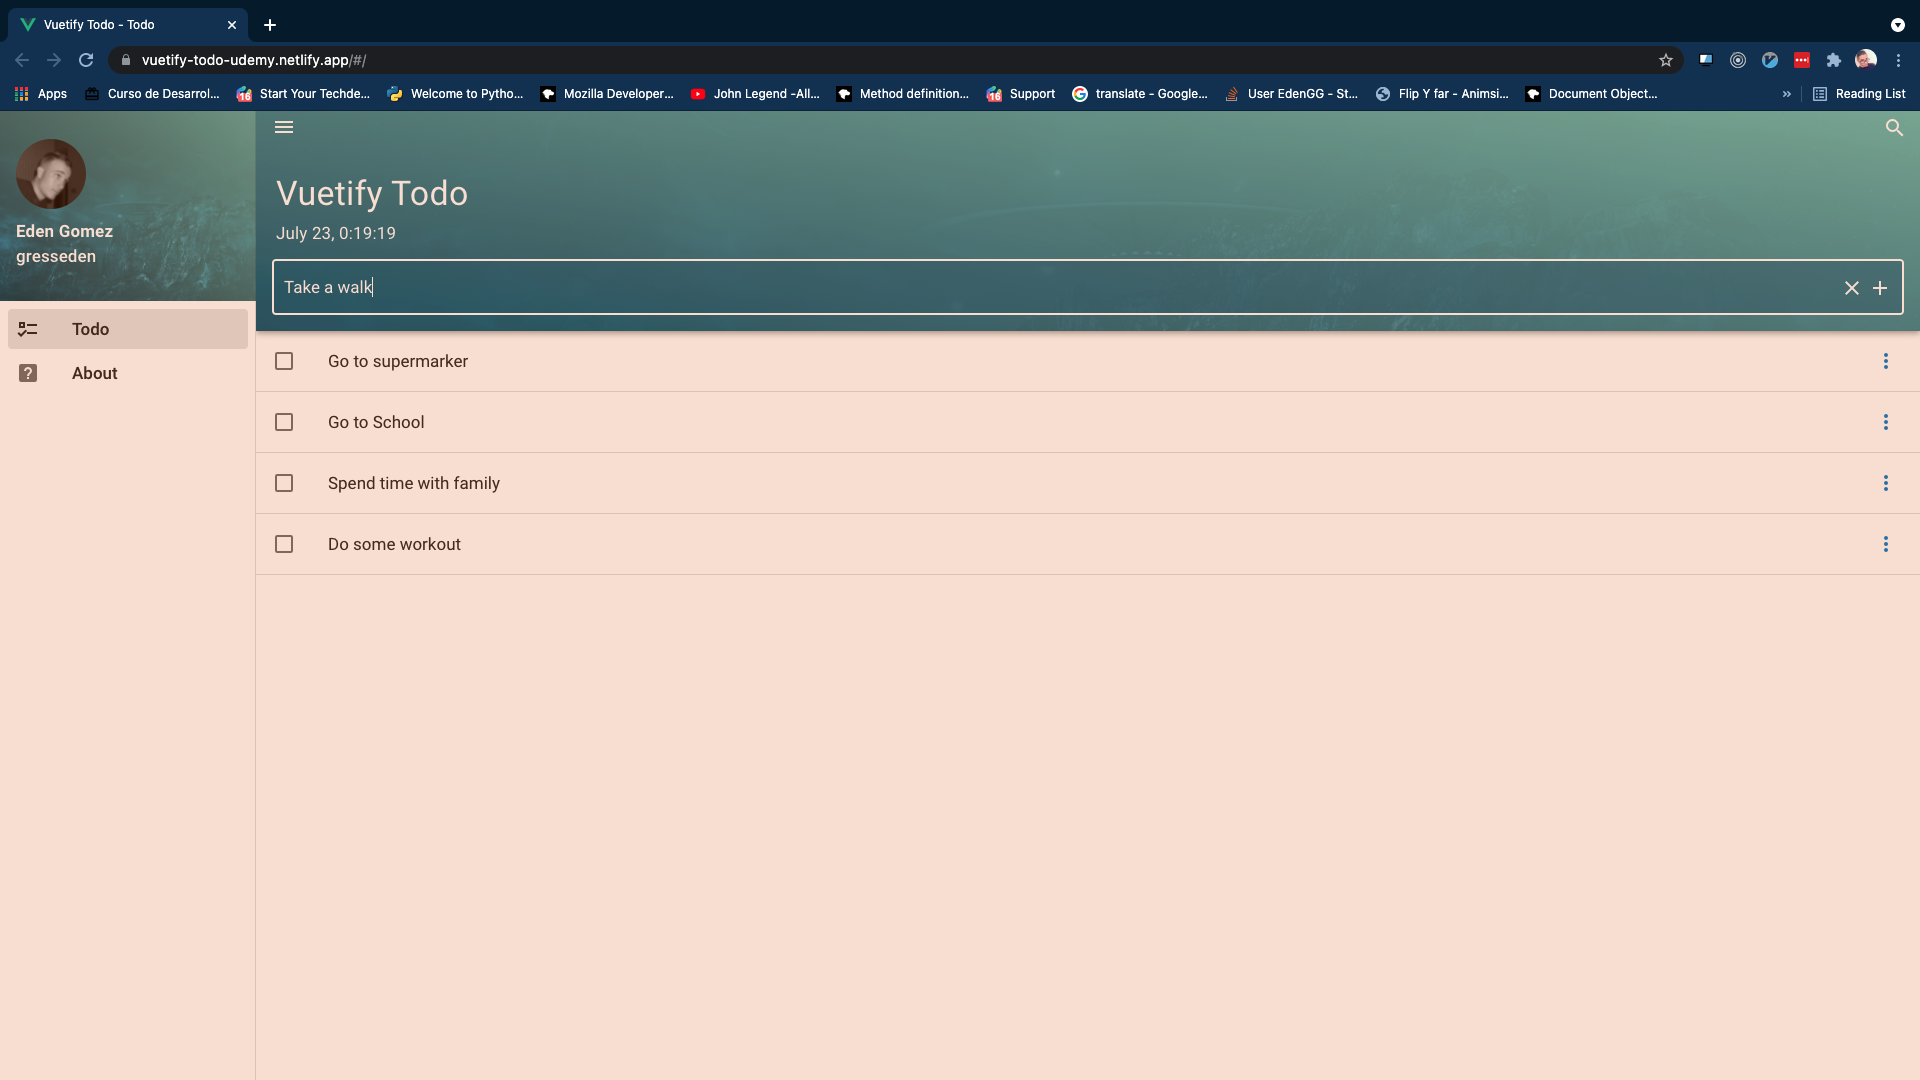 Vuetify Todo - Todo
vuetify-todo-udemy.netlify.app/#/
Apps
Curso de Desarrol...
Start Your Techde...
Welcome to Pytho...
Mozilla Developer...
John Legend -All...
Method definition...
Support
translate - Google...
User EdenGG - St...
Flip Y far - Animsi...
Document Object...
»
Reading List
Eden Gomez
gresseden
Todo
About
Vuetify Todo
July 23, 0:19:19
Take a walk
Go to supermarker
Go to School
Spend time with family
Do some workout